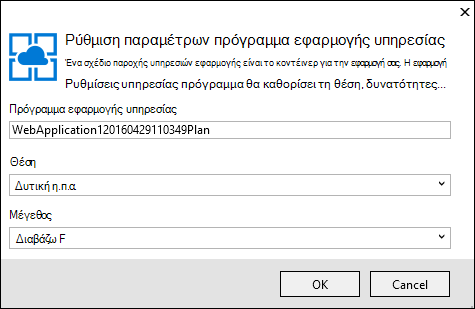 Ρύθμιση παραμέτρων πρόγραμμα εφαρμογής υπηρεσίας
Ένα σχέδιο παροχής υπηρεσιών εφαρμογής είναι το κοντέινερ για την εφαρμογή σας. Η εφαρμογή
Ρυθμίσεις υπηρεσίας πρόγραμμα θα καθορίσει τη θέση, δυνατότητες...
Πρόγραμμα εφαρμογής υπηρεσίας
WebApplication120160429110349Plan
Θέση
Δυτική η.π.α.
Μέγεθος
Διαβάζω F
OK Cancel